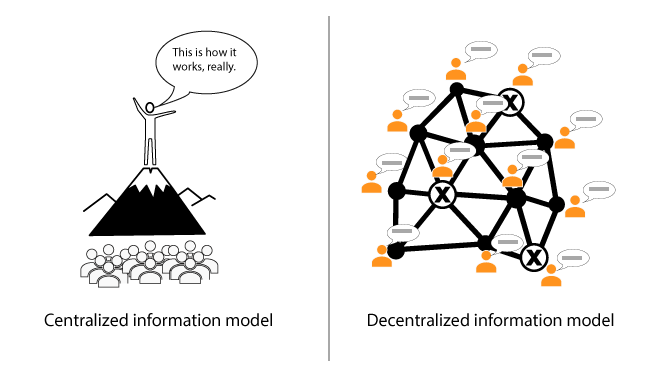 This is how it
works, really.
X
X
X
Centralized information model
Decentralized information model